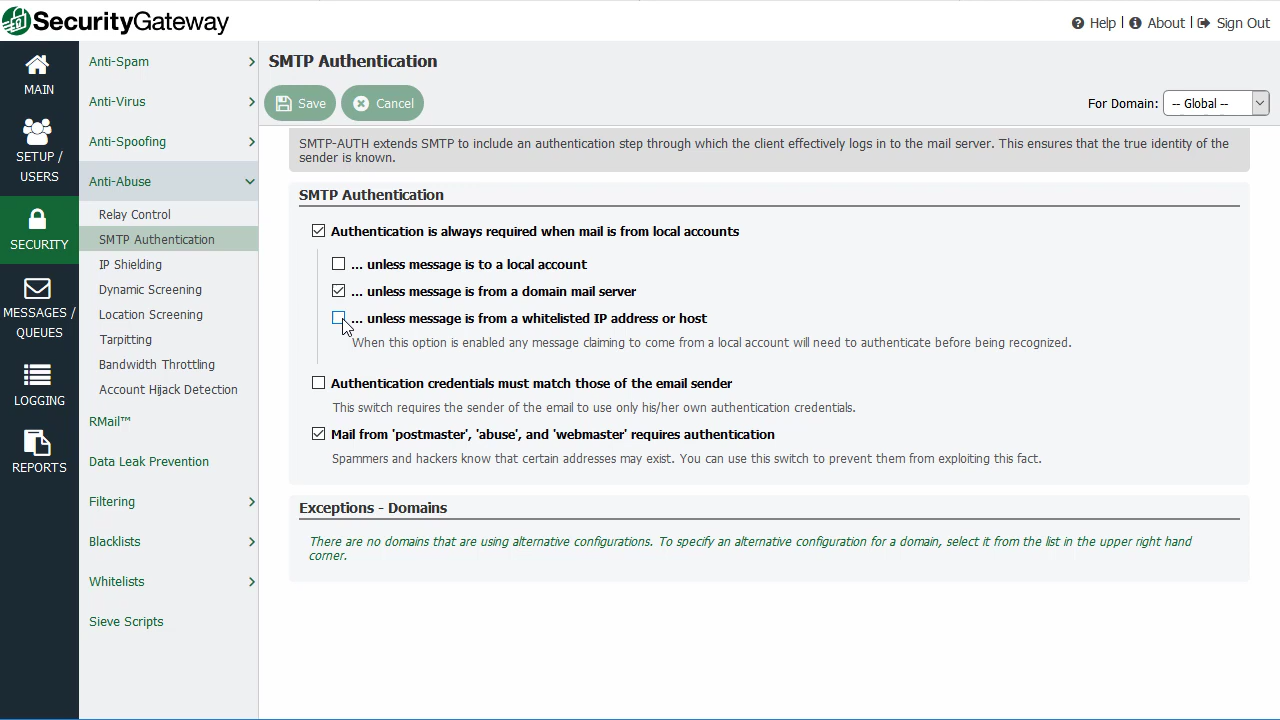 SecurityGateway
Help | About | Sign Out
MAIN
SETUP /
USERS
SECURITY
MESSAGES /
QUEUES
LOGGING
REPORTS
Anti-Spam
Anti-Virus
Anti-Spoofing
Anti-Abuse
Relay Control
SMTP Authentication
IP Shielding
Dynamic Screening
Location Screening
Tarpitting
Bandwidth Throttling
Account Hijack Detection
RMail™
Data Leak Prevention
Filtering
Blacklists
Whitelists
Sieve Scripts
SMTP Authentication
Save Cancel
For Domain: -- Global --
SMTP-AUTH extends SMTP to include an authentication step through which the client effectively logs in to the mail server. This ensures that the true identity of the
sender is known.
SMTP Authentication
Authentication is always required when mail is from local accounts
... unless message is to a local account
... unless message is from a domain mail server
... unless message is from a whitelisted IP address or host
When this option is enabled any message claiming to come from a local account will need to authenticate before being recognized.
Authentication credentials must match those of the email sender
This switch requires the sender of the email to use only his/her own authentication credentials.
Mail from 'postmaster', 'abuse', and 'webmaster' requires authentication
Spammers and hackers know that certain addresses may exist. You can use this switch to prevent them from exploiting this fact.
Exceptions - Domains
There are no domains that are using alternative configurations. To specify an alternative configuration for a domain, select it from the list in the upper right hand
corner.